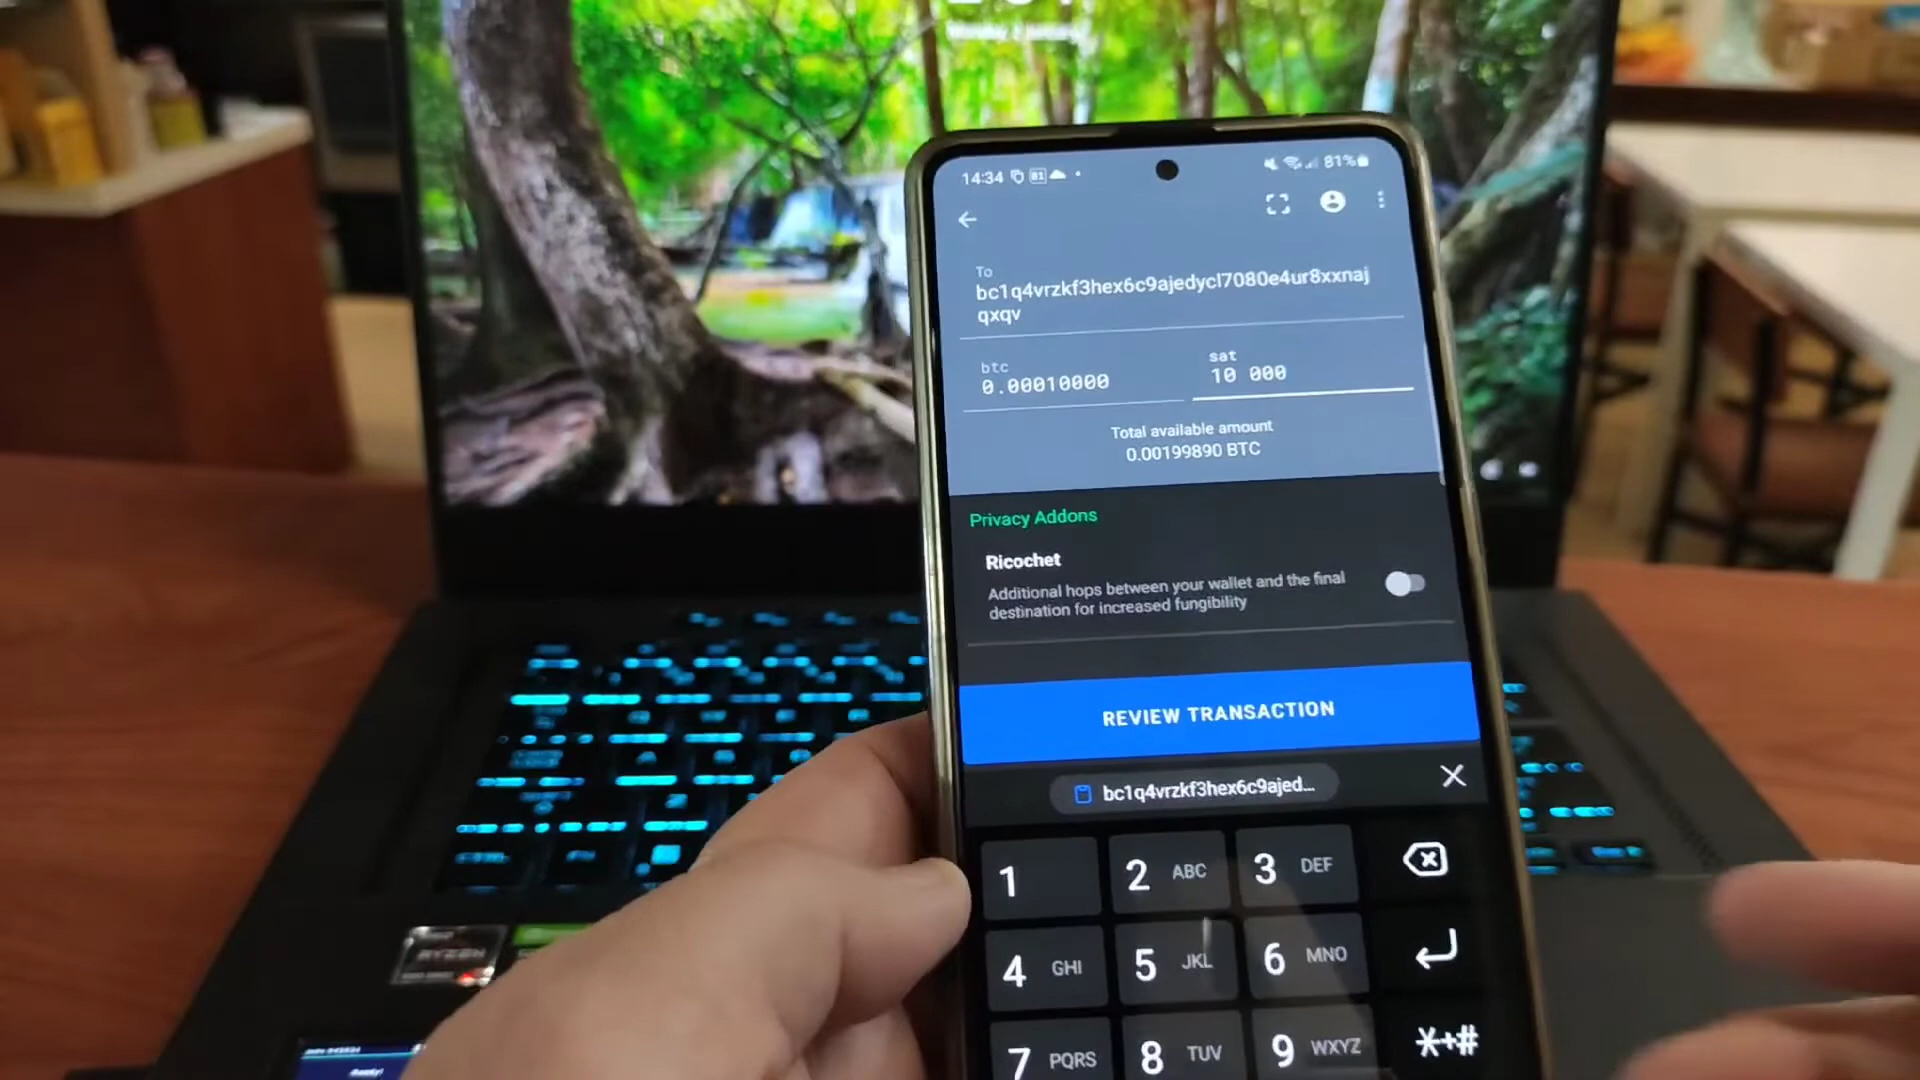 14:34 81%
To
bc1q4vrzkf3hex6c9ajedycl7080e4ur8xxnaj
qxqv
btc
0.00010000
sat
10 000
Total available amount
0.00199890 BTC
Privacy Addons
Ricochet
Additional hops between your wallet and the final
destination for increased fungibility
REVIEW TRANSACTION
bc1q4vrzkf3hex6c9ajed...
1 2 ABC 3 DEF
4 GHI 5 JKL 6 MNO
7 PQRS 8 TUV 9 WXYZ *+#
RYZEN